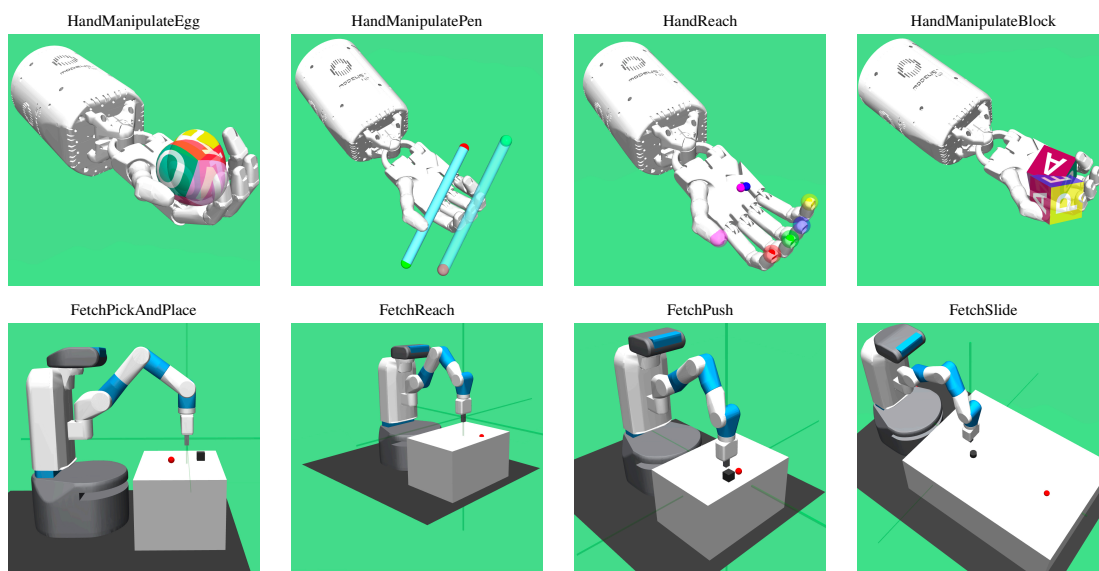 HandManipulateEgg
HandManipulatePen
HandReach
HandManipulateBlock
FetchPickAndPlace
FetchReach
FetchPush
FetchSlide